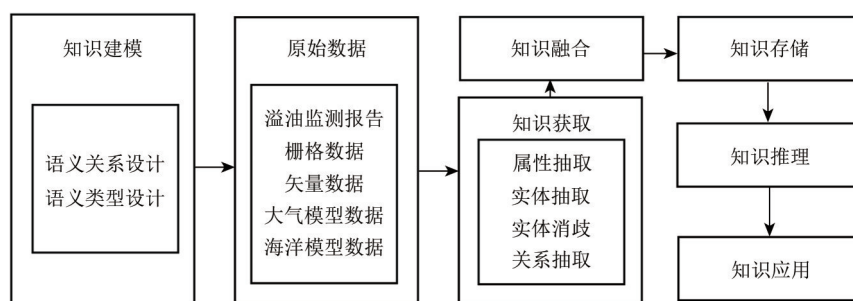 知识建模
语义关系设计
语义类型设计
原始数据
溢油监测报告
栅格数据
矢量数据
大气模型数据
海洋模型数据
知识融合
知识获取
属性抽取
实体抽取
实体消歧
关系抽取
知识存储
知识推理
知识应用